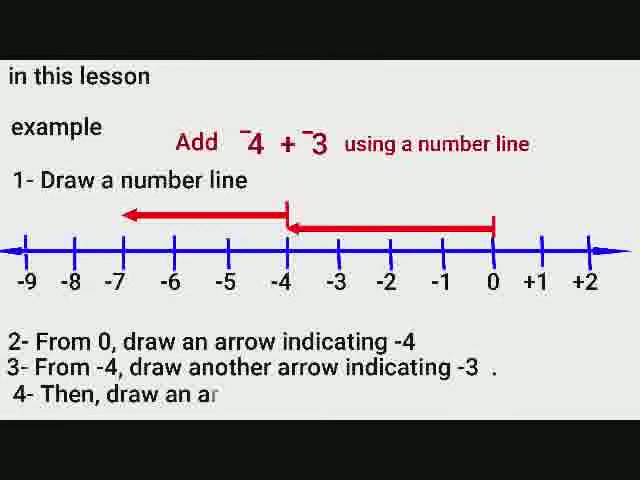 in this lesson
example
Add ⁻4 + ⁻3 using a number line
1- Draw a number line
-9 -8 -7 -6 -5 -4 -3 -2 -1 0 +1 +2
2- From 0, draw an arrow indicating -4
3- From -4, draw another arrow indicating -3 .
4- Then, draw an ar